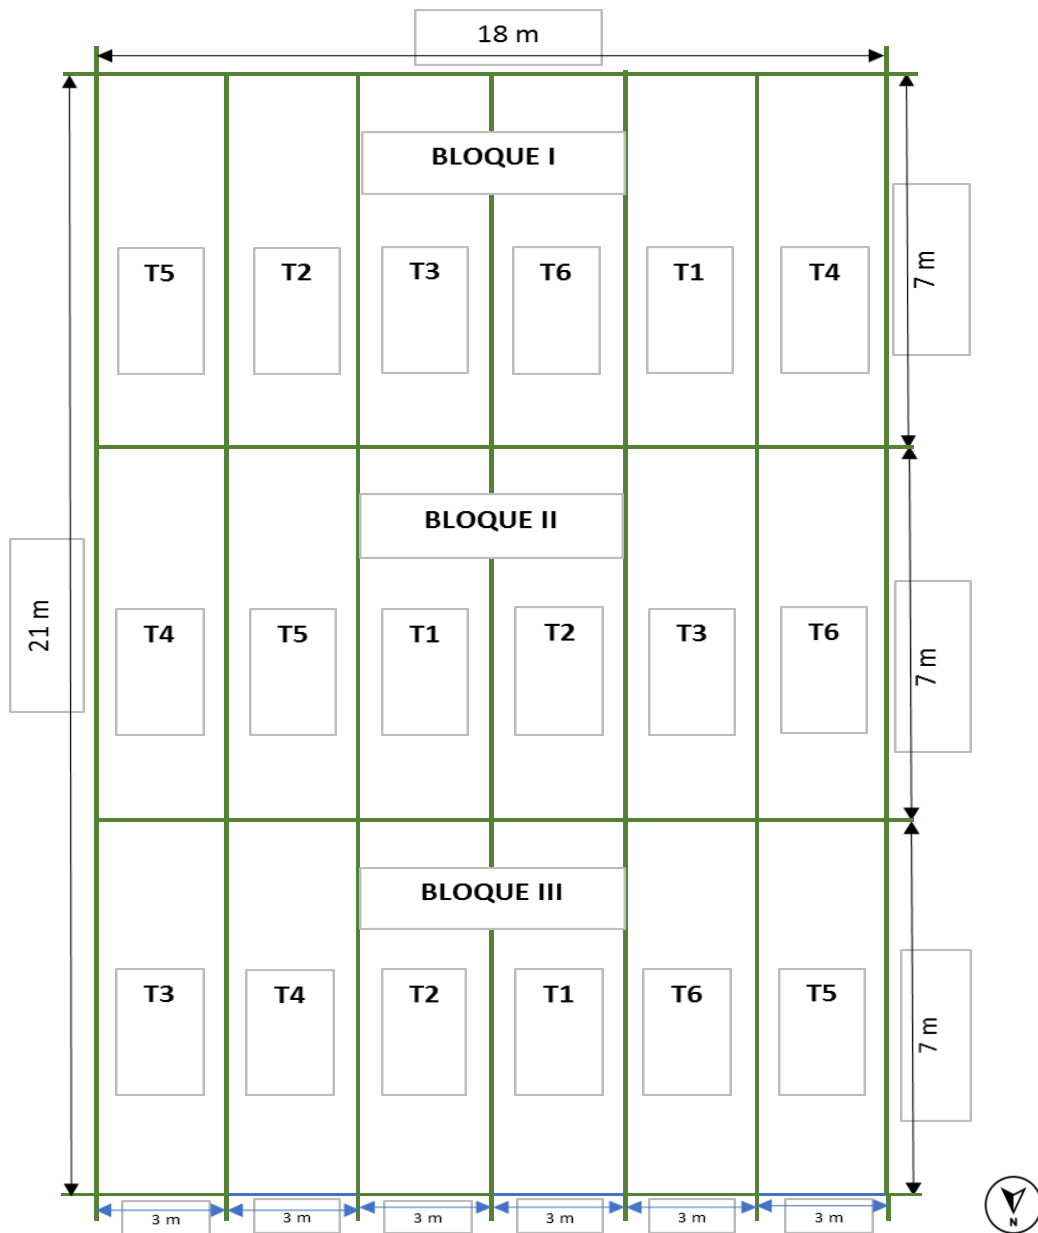 18 m
BLOQUE I
T5 T2 T3 T6 T1 T4
7 m
BLOQUE II
21 m
T4 T5 T1 T2 T3 T6
7 m
BLOQUE III
T3 T4 T2 T1 T6 T5
7 m
3 m 3 m 3 m 3 m 3 m 3 m
N